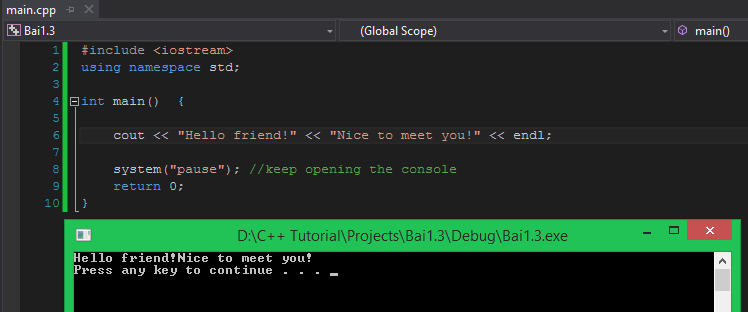 main.cpp
Bai1.3 (Global Scope) main()
1 #include <iostream>
2 using namespace std;
3
4 int main()  {
5
6 cout << "Hello friend!" << "Nice to meet you!" << endl;
7
8 system("pause"); //keep opening the console
9 return 0;
10 }
D:\C++ Tutorial\Projects\Bai1.3\Debug\Bai1.3.exe
Hello friend!Nice to meet you!
Press any key to continue . . .